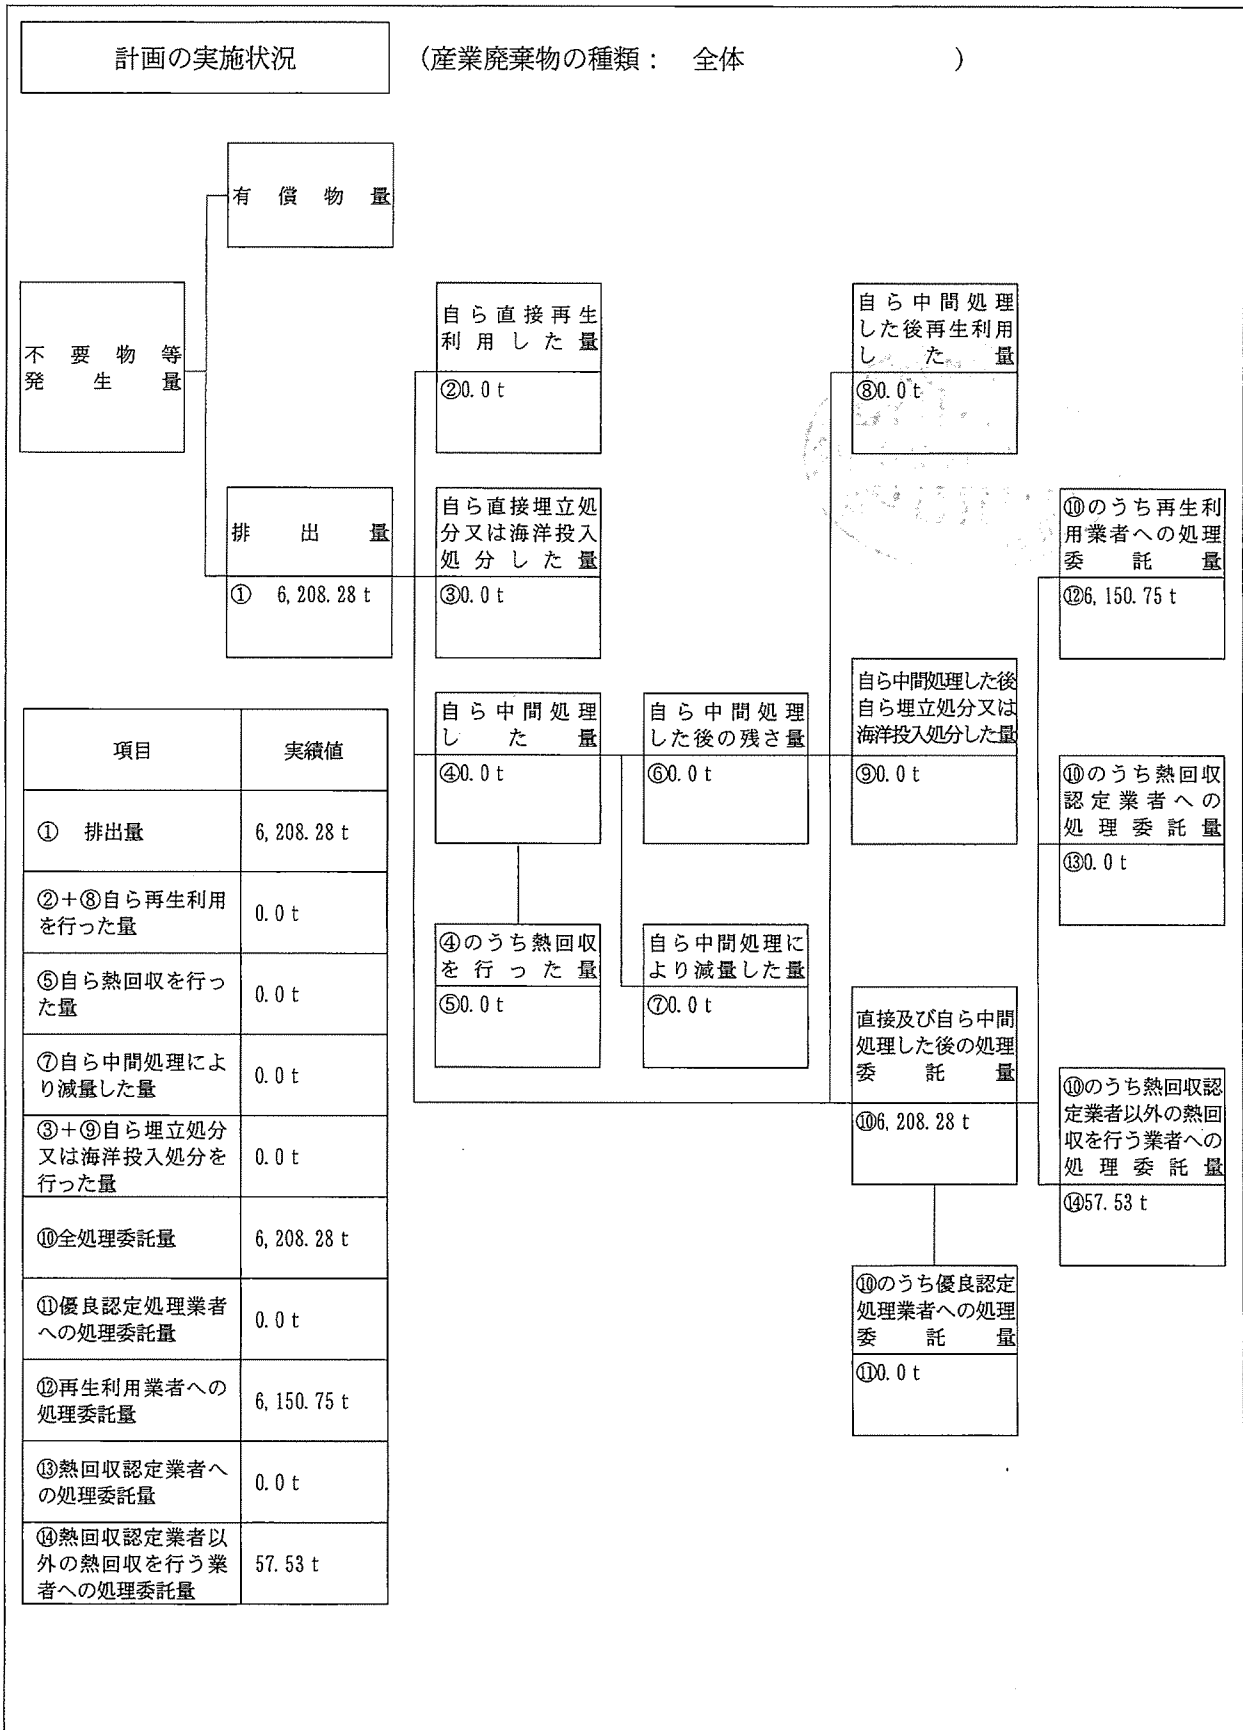 計画の実施状況
（産業廃棄物の種類： 全体 ）
有償物量
不要物等
発生量
排出量
① 6,208.28 t
自ら直接再生
利用した量
②0.0 t
自ら直接埋立処
分又は海洋投入
処分した量
③0.0 t
自ら中間処理
した量
④0.0 t
④のうち熱回収
を行った量
⑤0.0 t
自ら中間処理
した後の残さ量
⑥0.0 t
自ら中間処理に
より減量した量
⑦0.0 t
自ら中間処理
した後再生利用
した量
⑧0.0 t
自ら中間処理した後
自ら埋立処分又は
海洋投入処分した量
⑨0.0 t
直接及び自ら中間
処理した後の処理
委託量
⑩6,208.28 t
⑩のうち優良認定
処理業者への処理
委託量
⑪0.0 t
⑩のうち再生利
用業者への処理
委託量
⑫6,150.75 t
⑩のうち熱回収
認定業者への
処理委託量
⑬0.0 t
⑩のうち熱回収認
定業者以外の熱回
収を行う業者への
処理委託量
⑭57.53 t
項目 実績値
① 排出量 6,208.28 t
②＋⑧自ら再生利用
を行った量
0.0 t
⑤自ら熱回収を行っ
た量
0.0 t
⑦自ら中間処理によ
り減量した量
0.0 t
③＋⑨自ら埋立処分
又は海洋投入処分を
行った量
0.0 t
⑩全処理委託量 6,208.28 t
⑪優良認定処理業者
への処理委託量
0.0 t
⑫再生利用業者への
処理委託量
6,150.75 t
⑬熱回収認定業者へ
の処理委託量
0.0 t
⑭熱回収認定業者以
外の熱回収を行う業
者への処理委託量
57.53 t